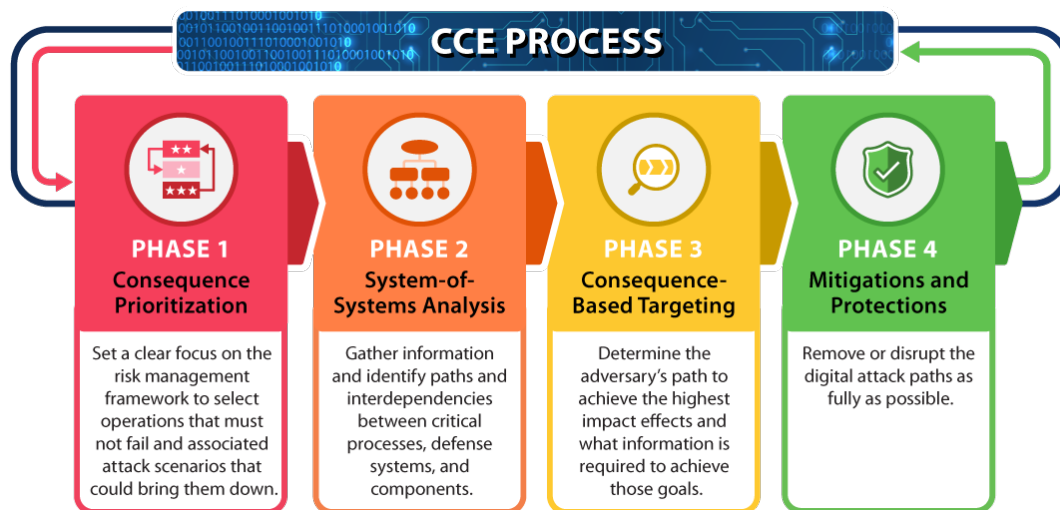 CCE PROCESS
PHASE 1
Consequence
Prioritization
Set a clear focus on the
risk management
framework to select
operations that must
not fail and associated
attack scenarios that
could bring them down.
PHASE 2
System-of-
Systems Analysis
Gather information
and identify paths and
interdependencies
between critical
processes, defense
systems, and
components.
PHASE 3
Consequence-
Based Targeting
Determine the
adversary's path to
achieve the highest
impact effects and
what information is
required to achieve
those goals.
PHASE 4
Mitigations and
Protections
Remove or disrupt the
digital attack paths as
fully as possible.